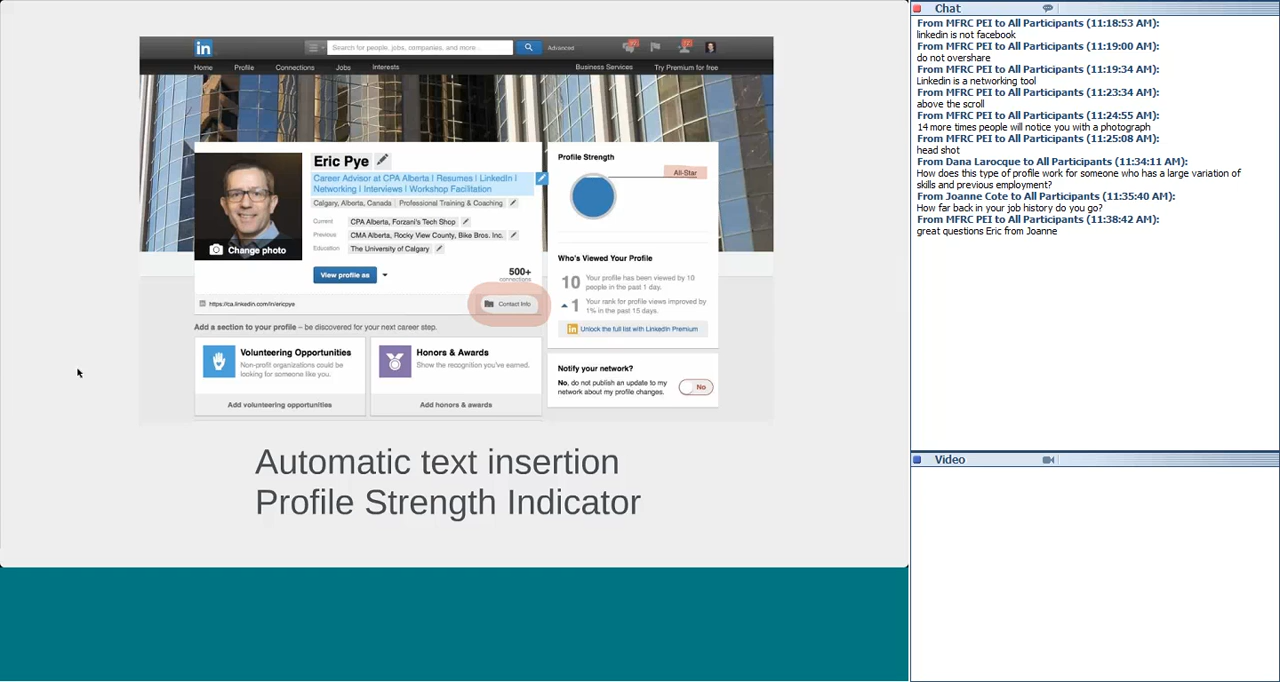 in
Search for people, jobs, companies, and more...
Advanced
Home Profile Connections Jobs Interests
Business Services Try Premium for free
Eric Pye
Career Advisor at CPA Alberta | Resumes | LinkedIn |
Networking | Interviews | Workshop Facilitation
Calgary, Alberta, Canada | Professional Training & Coaching
Current CPA Alberta, Forzani's Tech Shop
Previous CMA Alberta, Rocky View County, Bike Bros. Inc.
Education The University of Calgary
Change photo
View profile as
500+
connections
https://ca.linkedin.com/in/ericpye
Contact Info
Add a section to your profile – be discovered for your next career step.
Volunteering Opportunities
Non-profit organizations could be
looking for someone like you.
Add volunteering opportunities
Honors & Awards
Show the recognition you've earned.
Add honors & awards
Profile Strength
All-Star
Who's Viewed Your Profile
10 Your profile has been viewed by 10
people in the past 1 day.
1 Your rank for profile views improved by
1% in the past 15 days.
in Unlock the full list with LinkedIn Premium
Notify your network?
No, do not publish an update to my
network about my profile changes.
No
Automatic text insertion
Profile Strength Indicator
Chat
From MFRC PEI to All Participants (11:18:53 AM):
linkedin is not facebook
From MFRC PEI to All Participants (11:19:00 AM):
do not overshare
From MFRC PEI to All Participants (11:19:34 AM):
Linkedin is a networking tool
From MFRC PEI to All Participants (11:23:34 AM):
above the scroll
From MFRC PEI to All Participants (11:24:55 AM):
14 more times people will notice you with a photograph
From MFRC PEI to All Participants (11:25:08 AM):
head shot
From Dana Larocque to All Participants (11:34:11 AM):
How does this type of profile work for someone who has a large variation of
skills and previous employment?
From Joanne Cote to All Participants (11:35:40 AM):
How far back in your job history do you go?
From MFRC PEI to All Participants (11:38:42 AM):
great questions Eric from Joanne
Video